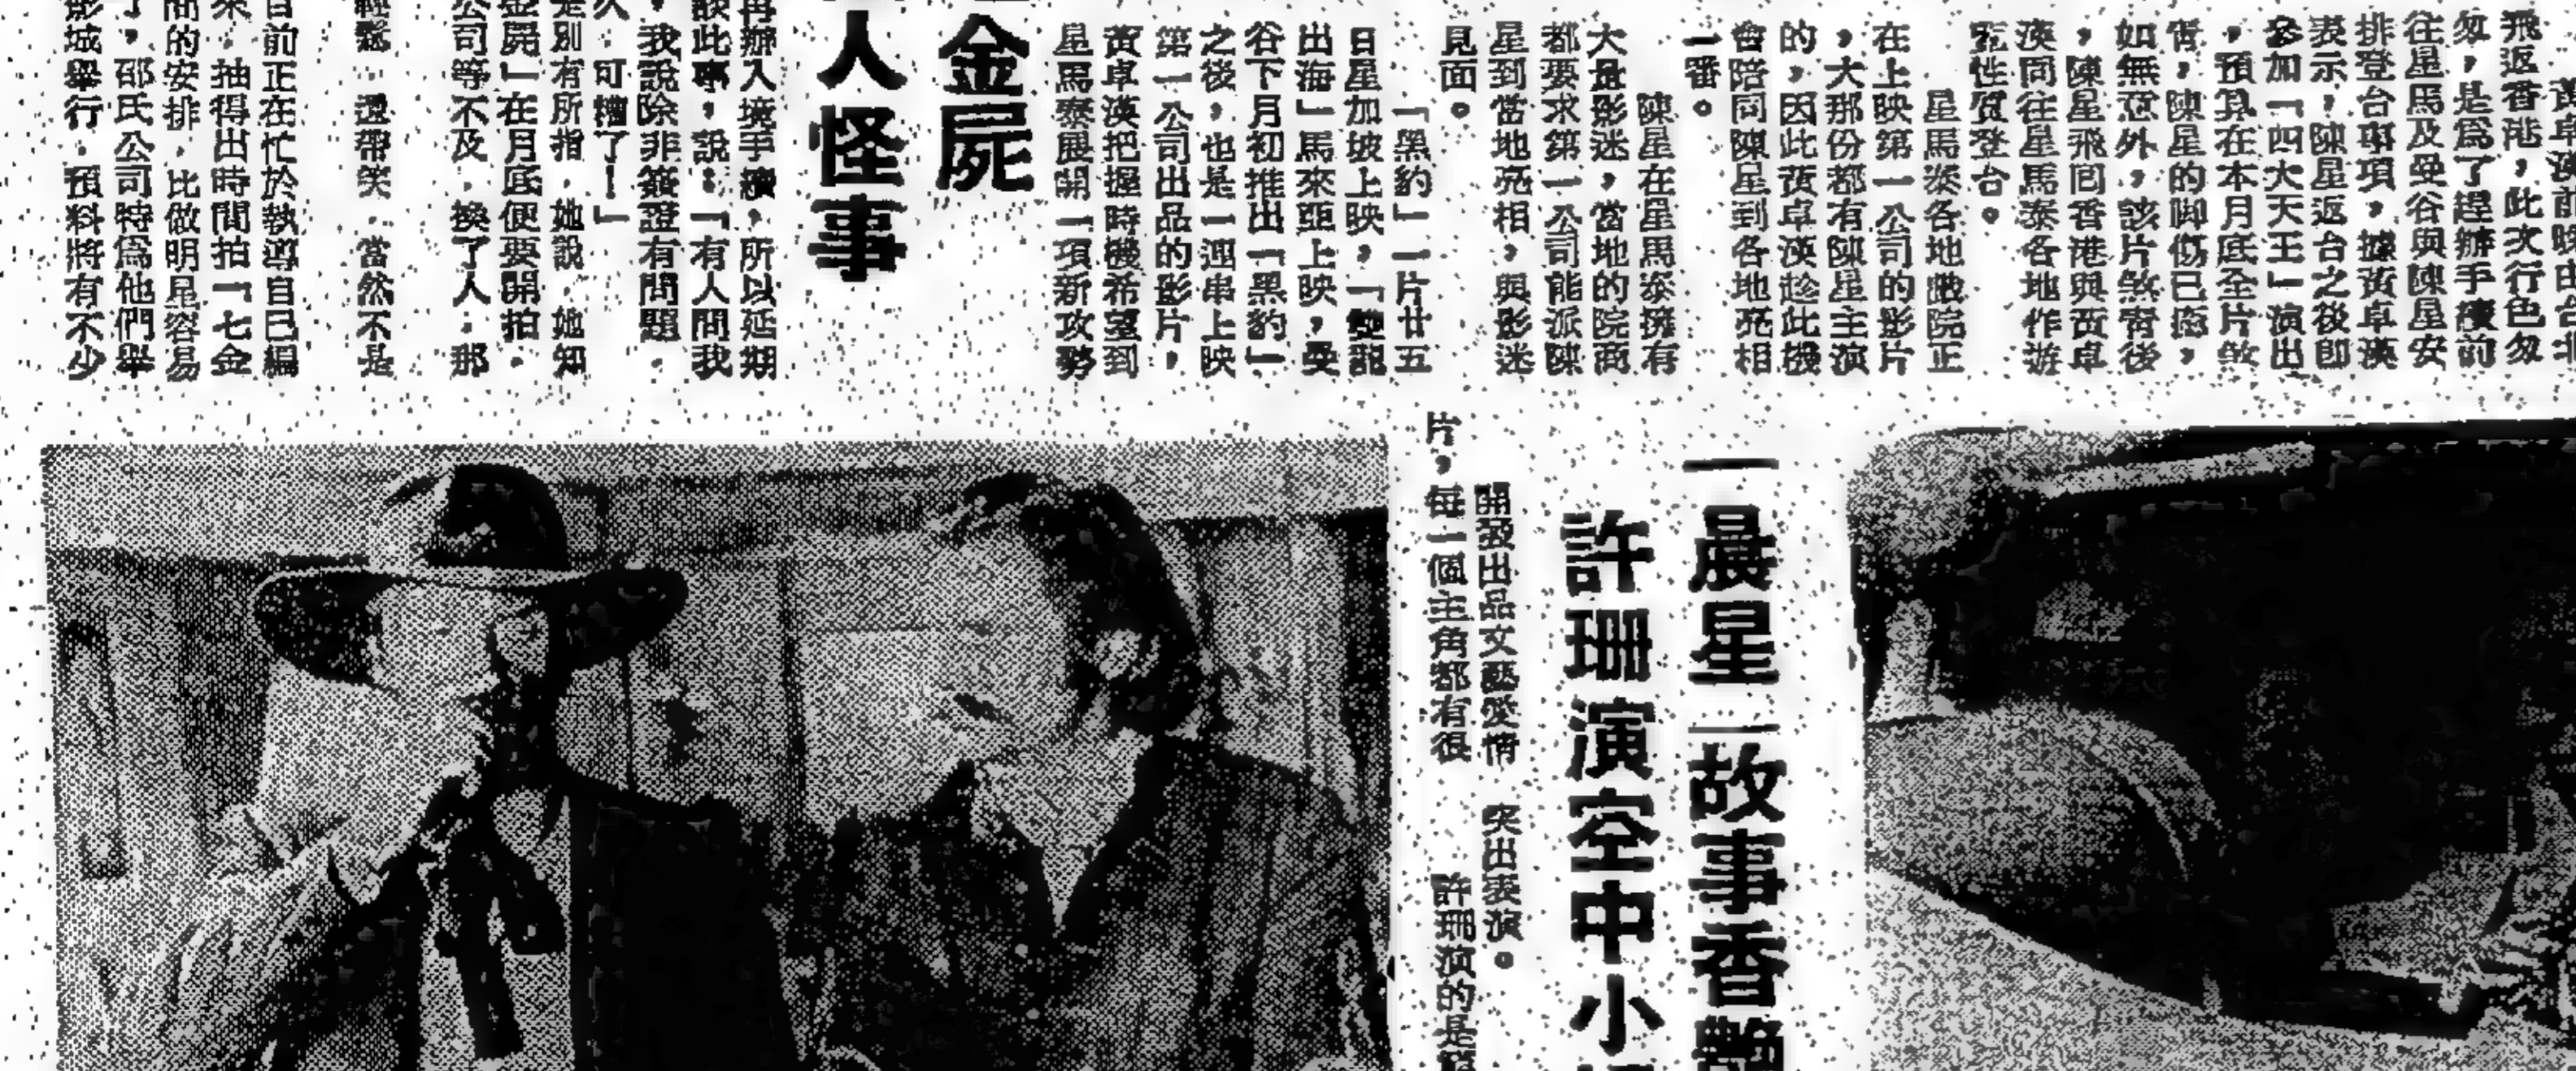 飛返香港，此次行色匆
匆，是為了趕辦手續前
往星馬及曼谷與陳星安
排登台事項，據黃卓漢
表示，陳星返台之後即
參加「四大天王」演出
，預算在本月底全片殺
青，陳星的脚傷已癒，
如無意外，該片煞青後
，陳星飛囘香港與黃卓
漢同往星馬泰各地作游
登台。
星馬泰各地戲院正
在上映第一公司的影片
，大那份都有陳星主演
的，因此黃卓漢趁此機
會陪同陳星到各地亮相
一番。
陳星在星馬泰擁有
大量影迷，當地的院商
都要求第一公司能派陳
星到當地亮相，與影迷
見面。
「黑豹」一片廿五
日星加坡上映，「雙龍
出海」馬來亞上映，曼
谷下月初推出「黑豹」
之後，也是一連串上映
第一公司出品的影片，
黃卓漢把握時機希望到
星馬泰展開一項新攻勢
金屍
人怪事
再辦入境手續，所以延期
談此事，說：「有人問我
，我說除非簽證有問題．
久．可糟了！」
是別有所指．她說．她知
金屍」在月底便要開拍．
公司等不及．換了人．那
輕鬆．還帶笑．當然不是
目前正在忙於執導自己編
來．抽得出時間拍「七金
間的安排．比做明星容易
了，邵氏公司特為他們舉
影城舉行．預料將有不少
「晨星」故事香艷
許珊演空中小
開發出品文藝愛情
片，每一個主角都有很
突出表演。
許珊演的是